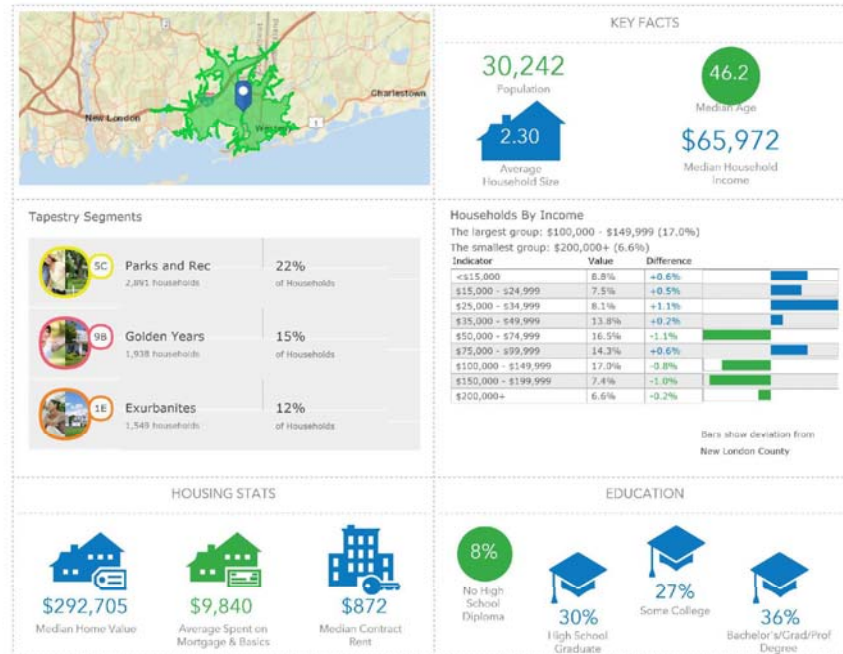 New London
Charlestown
1
KEY FACTS
30,242
Population
46.2
Median Age
2.30
Average
Household Size
$65,972
Median Household
Income
Tapestry Segments
5C
Parks and Rec
2,891 households
22%
of Households
9B
Golden Years
1,938 households
15%
of Households
1E
Exurbanites
1,549 households
12%
of Households
Households By Income
The largest group: $100,000 - $149,999 (17.0%)
The smallest group: $200,000+ (6.6%)
Indicator Value Difference
<$15,000 8.8% +0.6%
$15,000 - $24,999 7.5% +0.5%
$25,000 - $34,999 8.1% +1.1%
$35,000 - $49,999 13.8% +0.2%
$50,000 - $74,999 16.5% -1.1%
$75,000 - $99,999 14.3% +0.6%
$100,000 - $149,999 17.0% -0.8%
$150,000 - $199,999 7.4% -1.0%
$200,000+ 6.6% -0.2%
Bars show deviation from
New London County
HOUSING STATS
$292,705
Median Home Value
$9,840
Average Spent on
Mortgage & Basics
$872
Median Contract
Rent
EDUCATION
8%
No High
School
Diploma
30%
High School
Graduate
27%
Some College
36%
Bachelor's/Grad/Prof
Degree